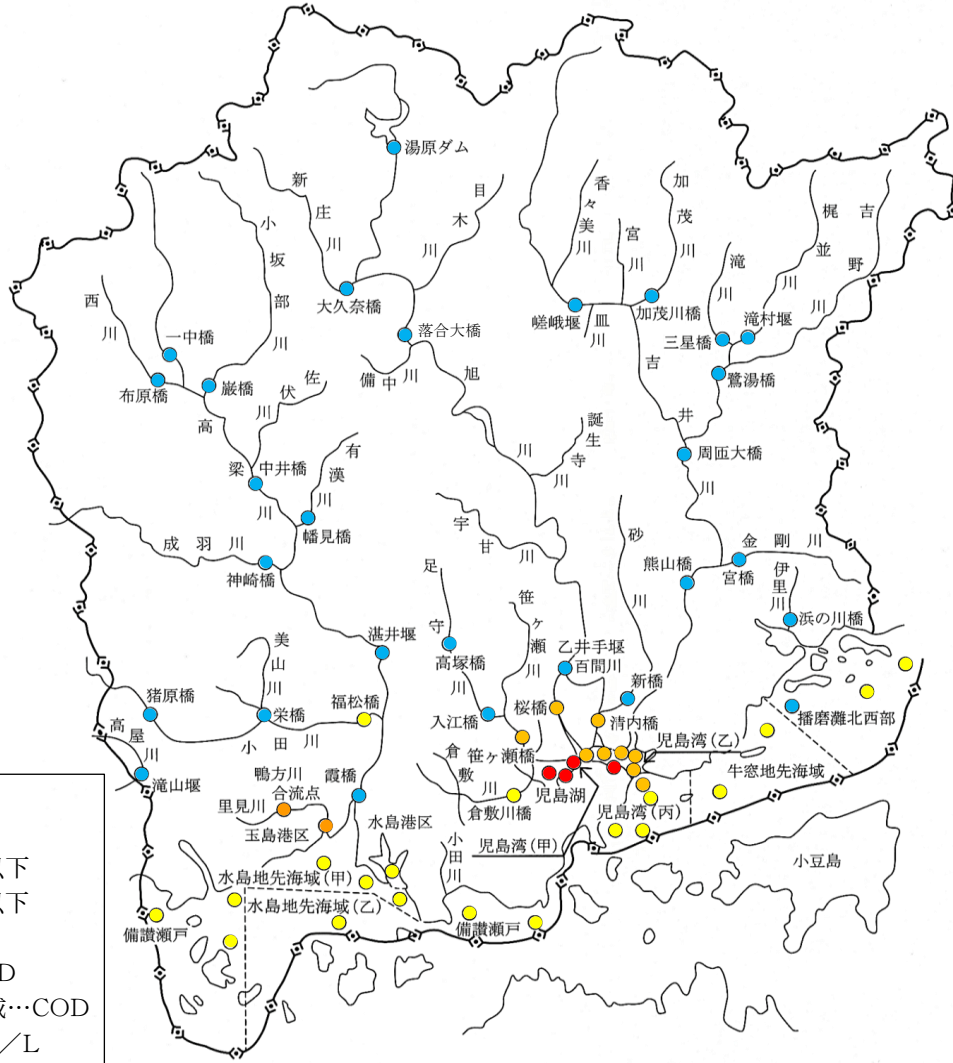 湯原ダム
新庄川
目木川
小坂部川
西川
大久奈橋
落合大橋
備中川
一中橋
布原橋
巌橋
佐伏川
高梁川
中井橋
有漢川
幡見橋
成羽川
神崎橋
旭川
誕生寺川
宇甘川
香々美川
宮川
加茂川
嵯峨堰
皿川
加茂川橋
滝川
梶並川
吉野川
三星橋
滝村堰
鷺湯橋
吉井川
周匝大橋
砂川
熊山橋
金剛川
宮橋
伊里川
浜の川橋
足守川
高塚橋
入江橋
笹ヶ瀬川
乙井手堰
百間川
新橋
桜橋
清内橋
笹ヶ瀬橋
湛井堰
美山川
福松橋
猪原橋
栄橋
小田川
高屋川
滝山堰
鴨方川
合流点
里見川
霞橋
玉島港区
水島港区
倉敷川
倉敷川橋
児島湖
児島湾(乙)
児島湾(丙)
児島湾(甲)
播磨灘北西部
牛窓地先海域
小豆島
小田川
水島地先海域(甲)
水島地先海域(乙)
備讃瀬戸
備讃瀬戸
以下
以下
D
…COD
/L